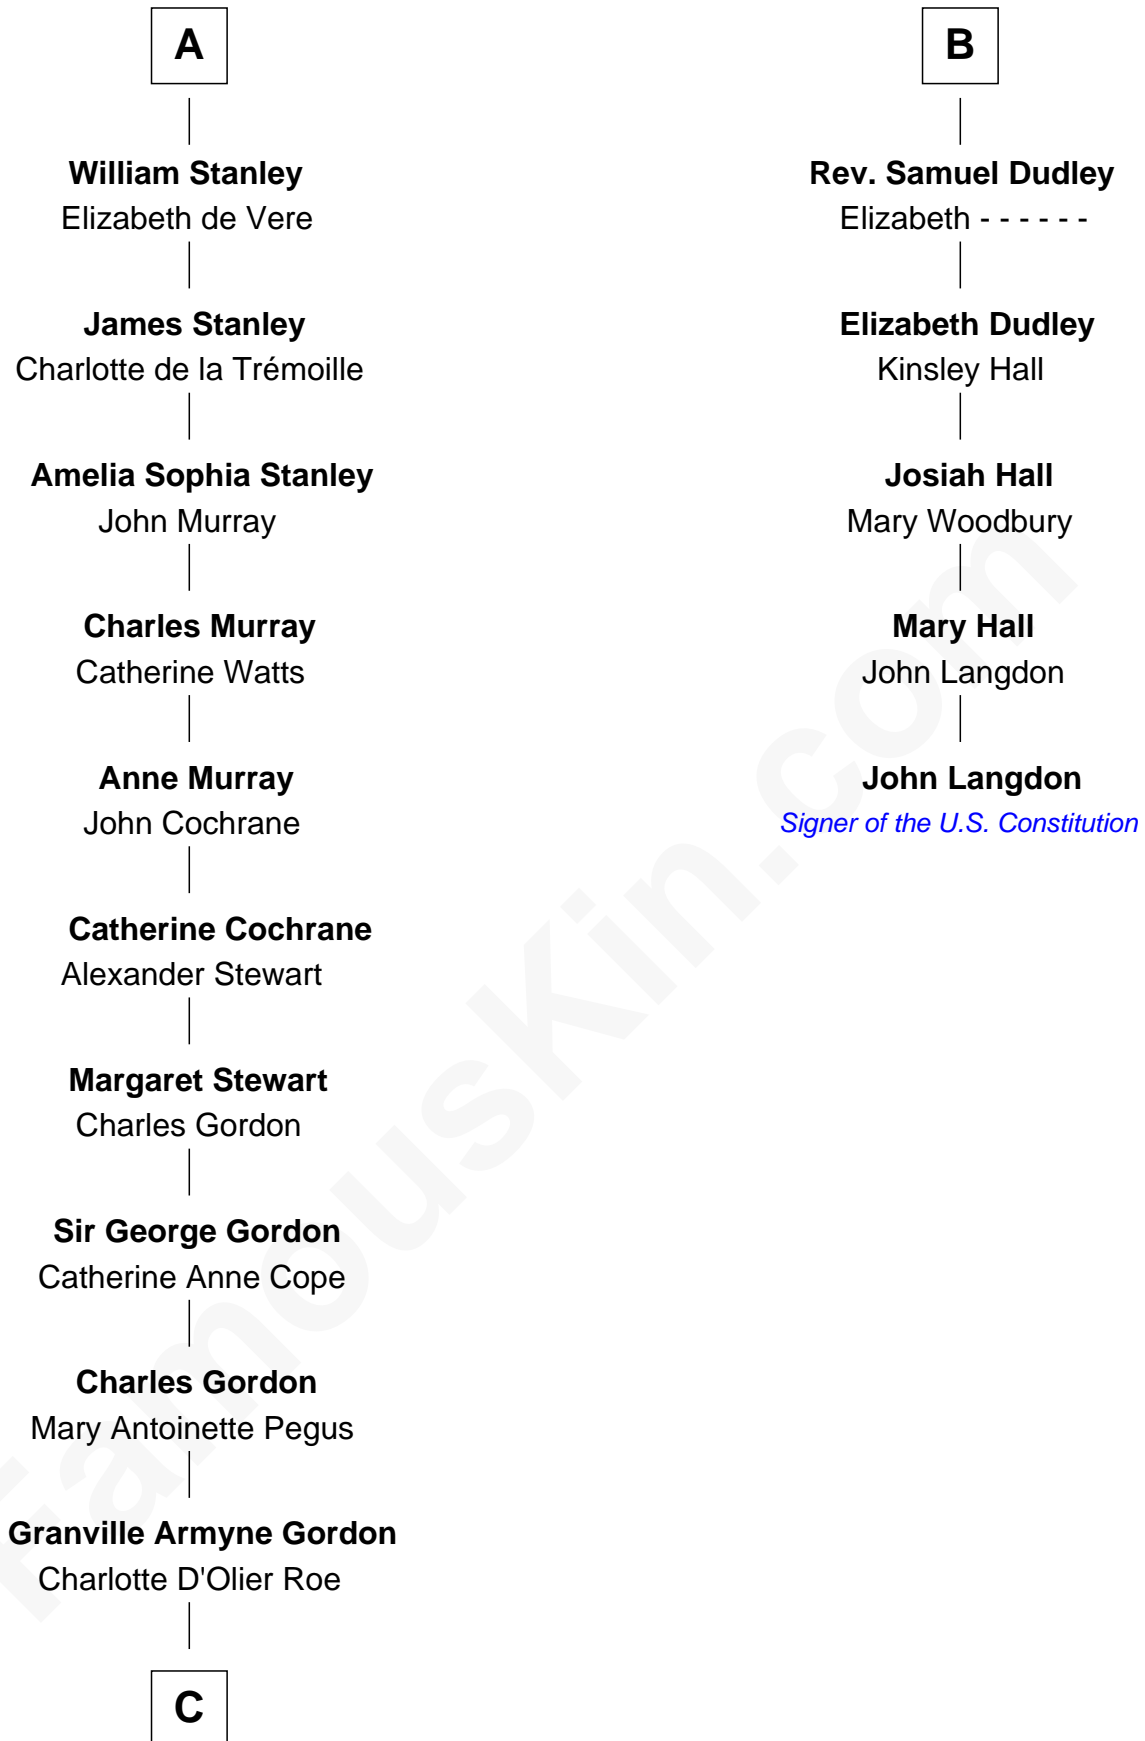 A
William Stanley
Elizabeth de Vere
James Stanley
Charlotte de la Trémoille
Amelia Sophia Stanley
John Murray
Charles Murray
Catherine Watts
Anne Murray
John Cochrane
Catherine Cochrane
Alexander Stewart
Margaret Stewart
Charles Gordon
Sir George Gordon
Catherine Anne Cope
Charles Gordon
Mary Antoinette Pegus
Granville Armyne Gordon
Charlotte D'Olier Roe
C
B
Rev. Samuel Dudley
Elizabeth - - - - - -
Elizabeth Dudley
Kinsley Hall
Josiah Hall
Mary Woodbury
Mary Hall
John Langdon
John Langdon
Signer of the U.S. Constitution
FamousKin.com